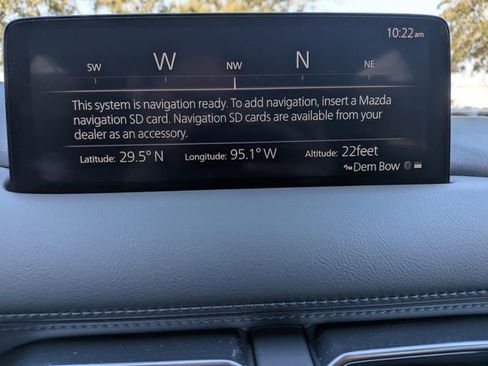 10:22am
SW W NW N NE
This system is navigation ready. To add navigation, insert a Mazda
navigation SD card. Navigation SD cards are available from your
dealer as an accessory.
Latitude: 29.5° N Longitude: 95.1° W Altitude: 22feet
Dem Bow